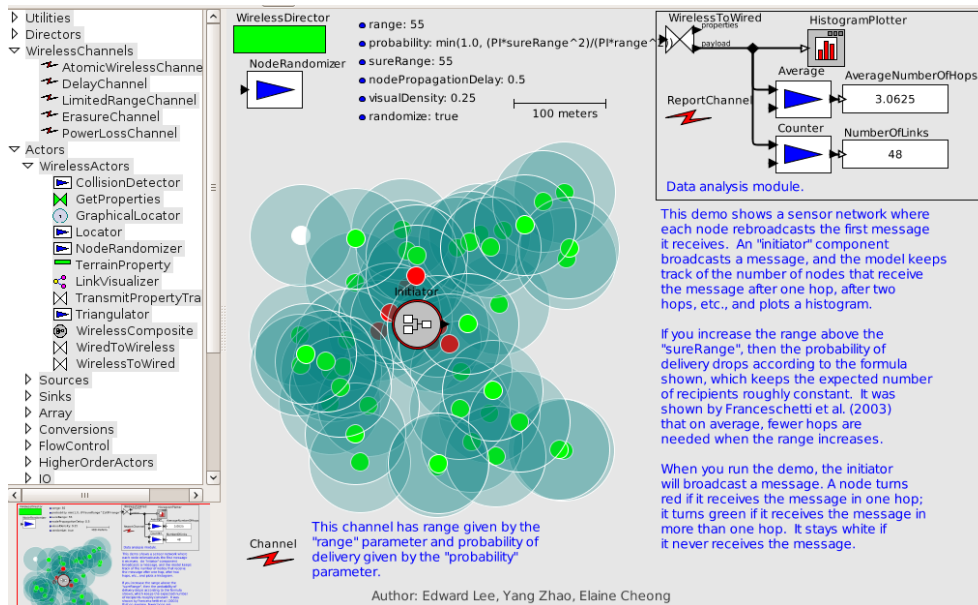 Utilities
Directors
WirelessChannels
AtomicWirelessChanne
DelayChannel
LimitedRangeChannel
ErasureChannel
PowerLossChannel
Actors
WirelessActors
CollisionDetector
GetProperties
GraphicalLocator
Locator
NodeRandomizer
TerrainProperty
LinkVisualizer
TransmitPropertyTra
Triangulator
WirelessComposite
WiredToWireless
WirelessToWired
Sources
Sinks
Array
Conversions
FlowControl
HigherOrderActors
IO
WirelessDirector
NodeRandomizer
range: 55
probability: min(1.0, (PI*sureRange^2)/(PI*range^2))
sureRange: 55
nodePropagationDelay: 0.5
visualDensity: 0.25
randomize: true
100 meters
WirelessToWired
properties
payload
HistogramPlotter
Average
AverageNumberOfHops
3.0625
ReportChannel
Counter
NumberOfLinks
48
Data analysis module.
Initiator
This demo shows a sensor network where
each node rebroadcasts the first message
it receives. An "initiator" component
broadcasts a message, and the model keeps
track of the number of nodes that receive
the message after one hop, after two
hops, etc., and plots a histogram.
If you increase the range above the
"sureRange", then the probability of
delivery drops according to the formula
shown, which keeps the expected number
of recipients roughly constant. It was
shown by Franceschetti et al. (2003)
that on average, fewer hops are
needed when the range increases.
When you run the demo, the initiator
will broadcast a message. A node turns
red if it receives the message in one hop;
it turns green if it receives the message in
more than one hop. It stays white if
it never receives the message.
Channel
This channel has range given by the
"range" parameter and probability of
delivery given by the "probability"
parameter.
Author: Edward Lee, Yang Zhao, Elaine Cheong